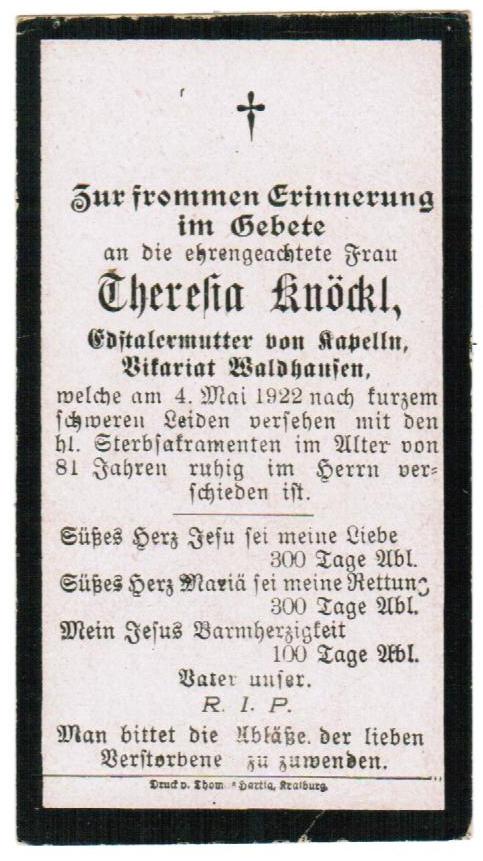 Zur frommen Erinnerung
im Gebete
an die ehrengeachtete Frau
Theresia Knöckl,
Edstalermutter von Kapelln,
Vikariat Waldhausen,
welche am 4. Mai 1922 nach kurzem
schweren Leiden versehen mit den
hl. Sterbsakramenten im Alter von
81 Jahren ruhig im Herrn ver-
schieden ist.
Süßes Herz Jesu sei meine Liebe
300 Tage Abl.
Süßes Herz Mariä sei meine Rettung
300 Tage Abl.
Mein Jesus Barmherzigkeit
100 Tage Abl.
Vater unser.
R. I. P.
Man bittet die Abläße der lieben
Verstorbene zu zuwenden.
Druck v. Hartig, Kraiburg.